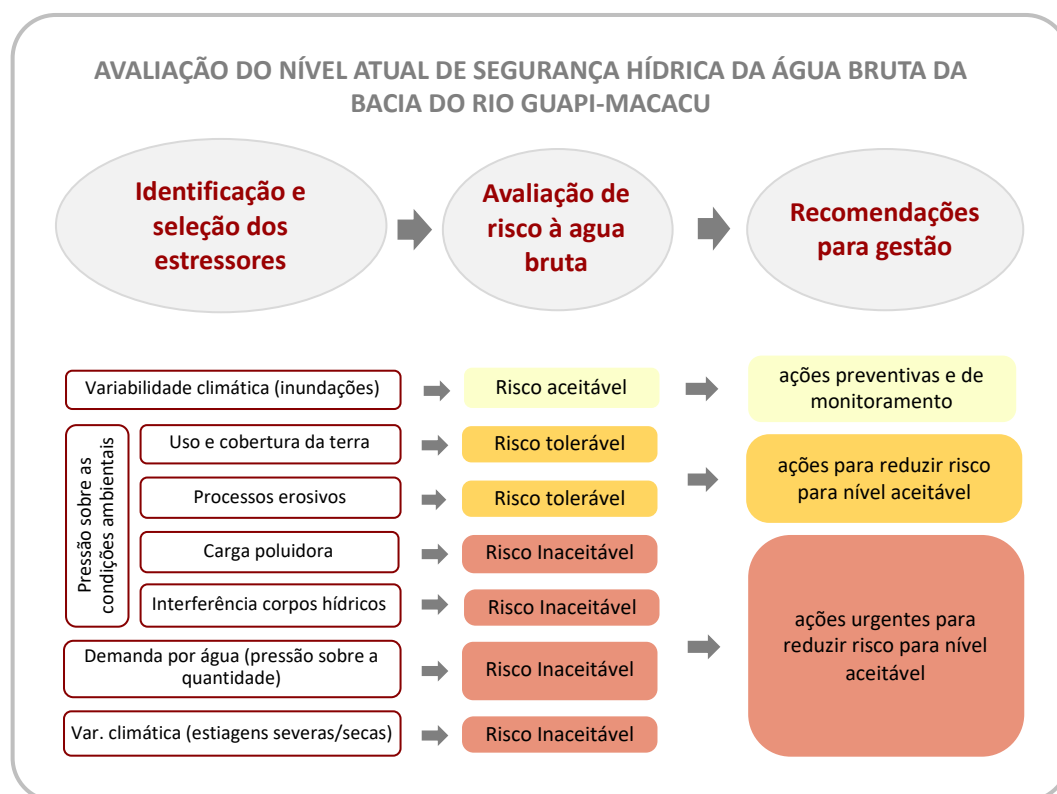 AVALIAÇÃO DO NÍVEL ATUAL DE SEGURANÇA HÍDRICA DA ÁGUA BRUTA DA
BACIA DO RIO GUAPI-MACACU
Identificação e
seleção dos
estressores
Avaliação de
risco à agua
bruta
Recomendações
para gestão
Variabilidade climática (inundações)
Risco aceitável
ações preventivas e de
monitoramento
Pressão sobre as
condições ambientais
Uso e cobertura da terra
Risco tolerável
Processos erosivos
Risco tolerável
ações para reduzir risco
para nível aceitável
Carga poluidora
Risco Inaceitável
Interferência corpos hídricos
Risco Inaceitável
Demanda por água (pressão sobre a
quantidade)
Risco Inaceitável
Var. climática (estiagens severas/secas)
Risco Inaceitável
ações urgentes para
reduzir risco para nível
aceitável